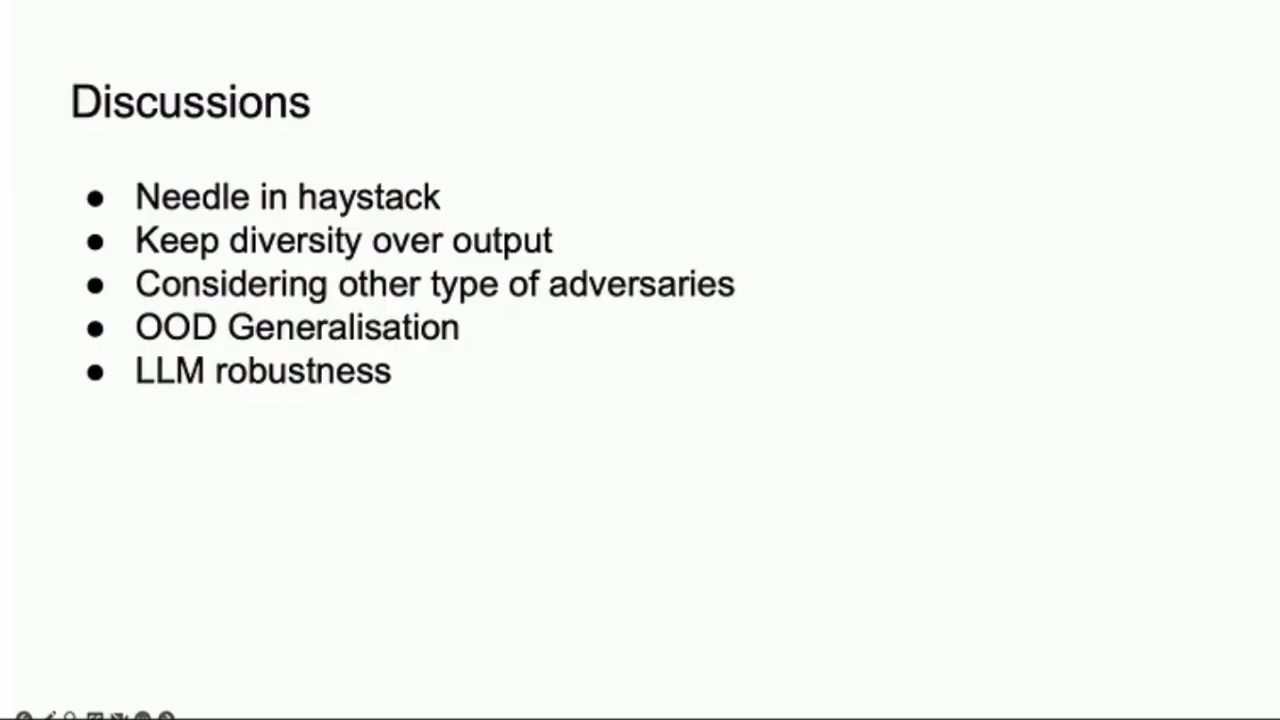 Discussions
● Needle in haystack
● Keep diversity over output
● Considering other type of adversaries
● OOD Generalisation
● LLM robustness